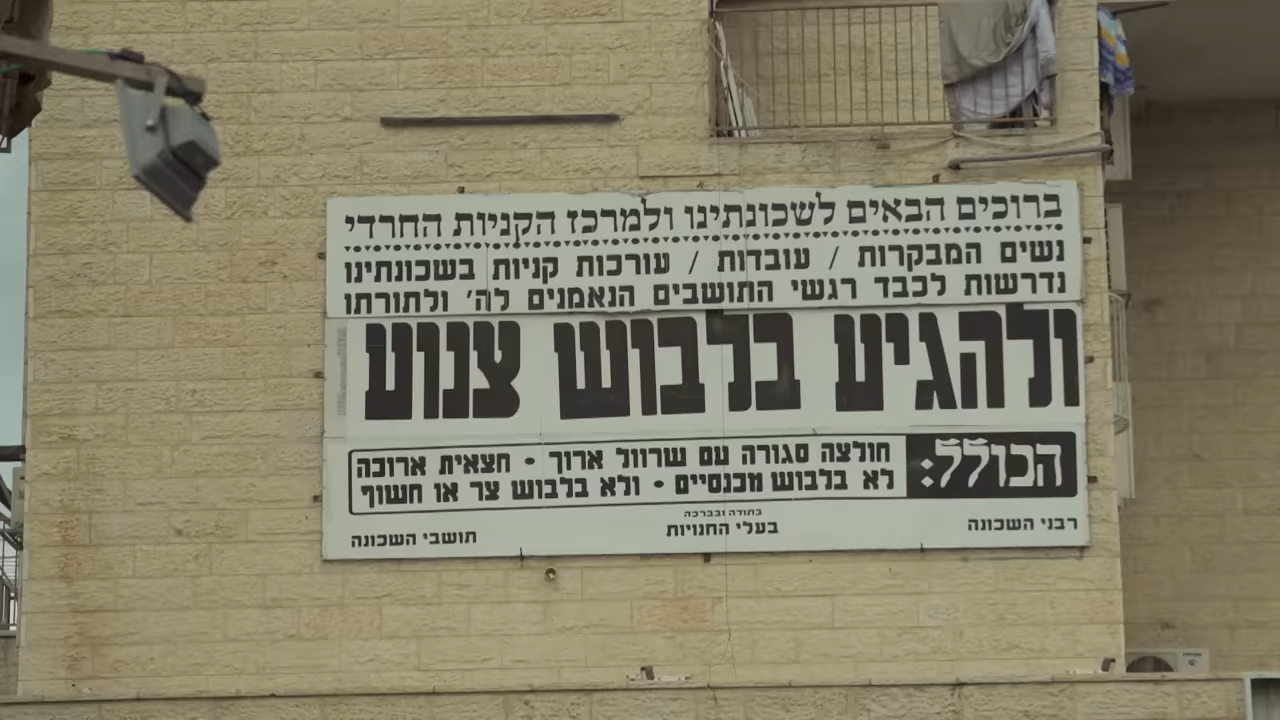 ברוכים הבאים לשכונתינו ולמרכז הקניות החרדי
נשים המבקרות / עובדות / עורכות קניות בשכונתינו
נדרשות לכבד רגשי התושבים הנאמנים לה' ולתורתו
ולהגיע בלבוש צנוע
הכולל:
חולצה סגורה עם שרוול ארוך • חצאית ארוכה
לא בלבוש מכנסיים • ולא בלבוש צר או חשוף
בתודה ובברכה
רבני השכונה
בעלי החנויות
תושבי השכונה